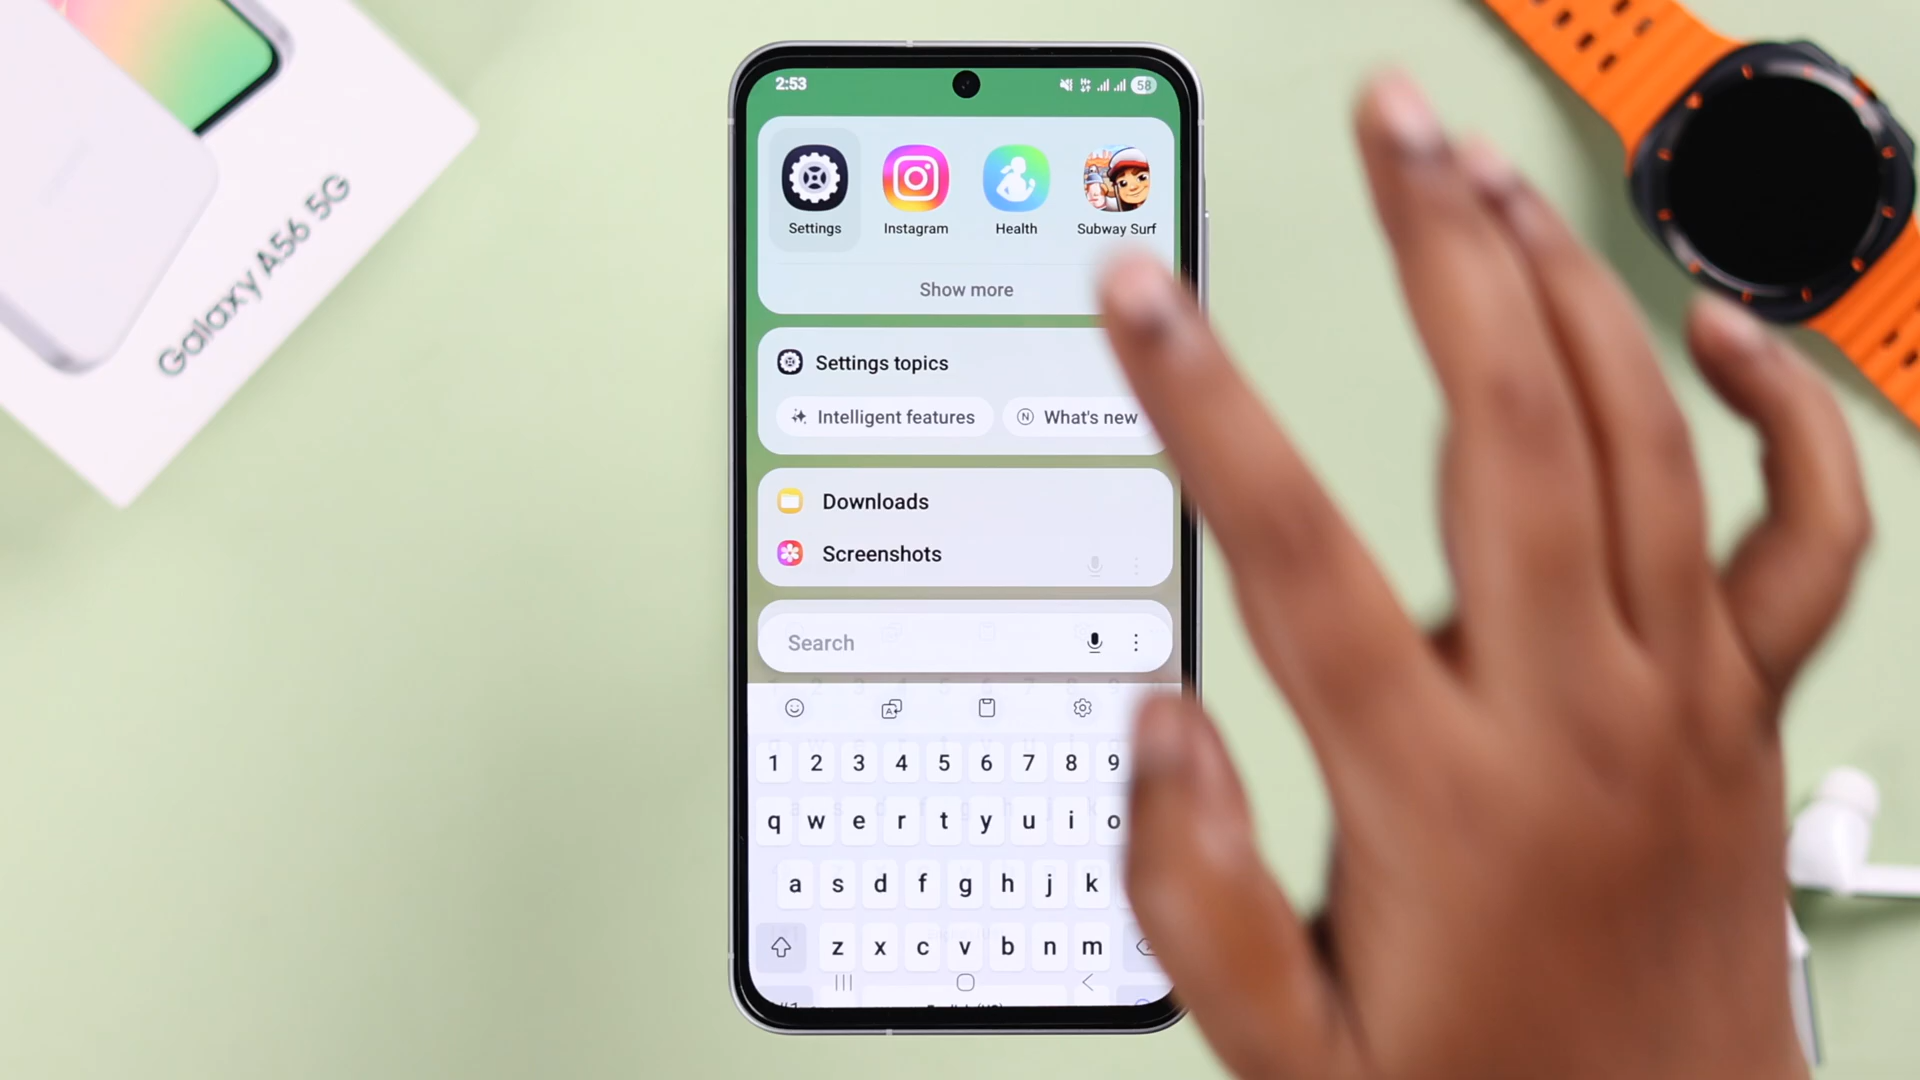 Galaxy A56 5G
2:53
58
Settings
Instagram
Health
Subway Surf
Show more
Settings topics
Intelligent features
What's new
Downloads
Screenshots
Search
1 2 3 4 5 6 7 8 9
q w e r t y u i o
a s d f g h j k
z x c v b n m